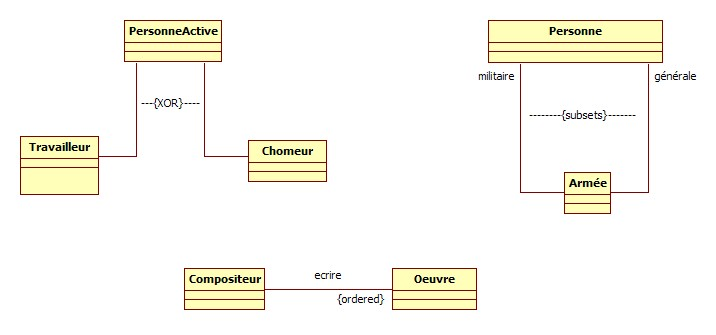 PersonneActive
Personne
militaire
générale
---{XOR}----
--------{subsets}-------
Travailleur
Chomeur
Armée
Compositeur
ecrire
Oeuvre
{ordered}